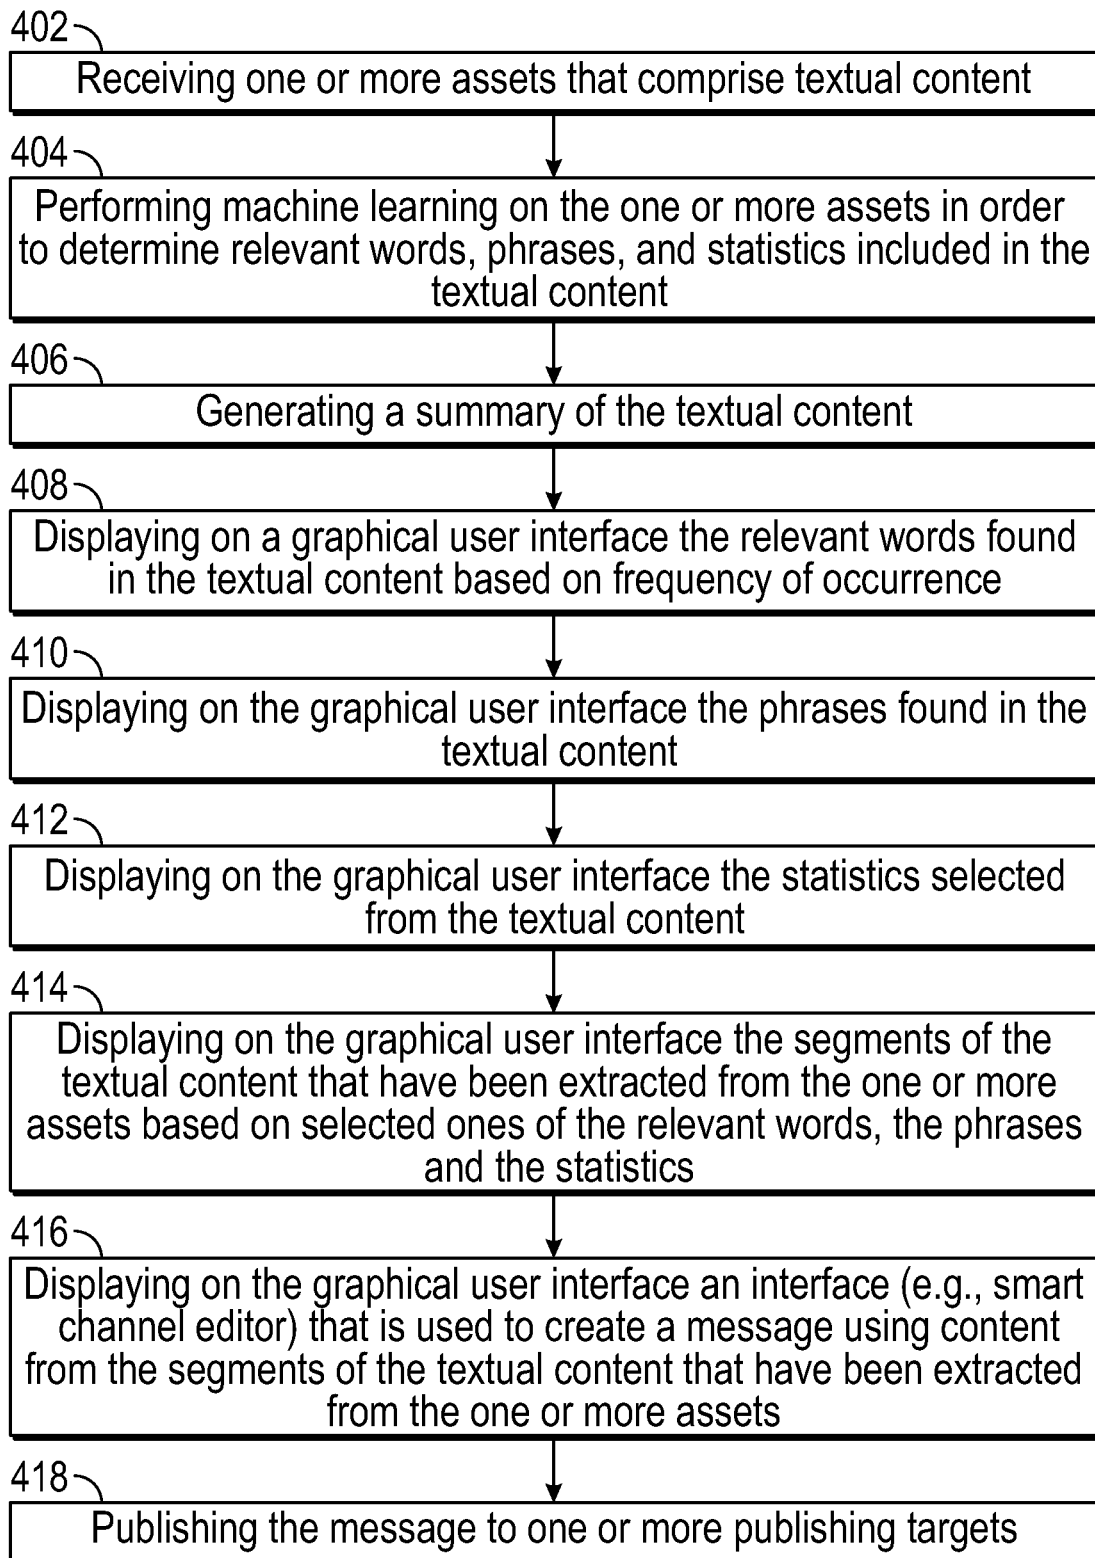 402
Receiving one or more assets that comprise textual content
404
Performing machine learning on the one or more assets in order
to determine relevant words, phrases, and statistics included in the
textual content
406
Generating a summary of the textual content
408
Displaying on a graphical user interface the relevant words found
in the textual content based on frequency of occurrence
410
Displaying on the graphical user interface the phrases found in the
textual content
412
Displaying on the graphical user interface the statistics selected
from the textual content
414
Displaying on the graphical user interface the segments of the
textual content that have been extracted from the one or more
assets based on selected ones of the relevant words, the phrases
and the statistics
416
Displaying on the graphical user interface an interface (e.g., smart
channel editor) that is used to create a message using content
from the segments of the textual content that have been extracted
from the one or more assets
418
Publishing the message to one or more publishing targets